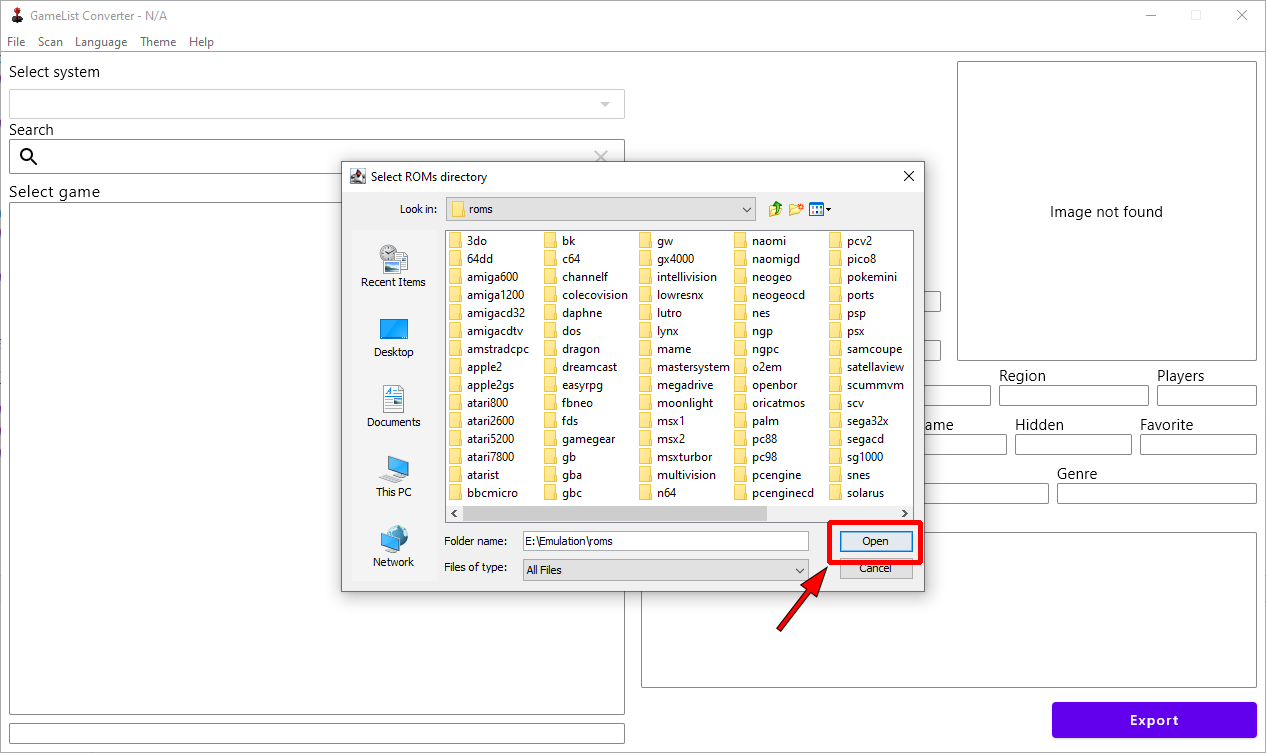 GameList Converter - N/A
File Scan Language Theme Help
Select system
Search
Select game
Image not found
Region
Players
ame
Hidden
Favorite
Genre
Export
Select ROMs directory
Look in:
roms
Recent Items
Desktop
Documents
This PC
Network
3do
64dd
amiga600
amiga1200
amigacd32
amigacdtv
amstradcpc
apple2
apple2gs
atari800
atari2600
atari5200
atari7800
atarist
bbcmicro
bk
c64
channelf
colecovision
daphne
dos
dragon
dreamcast
easyrpg
fbneo
fds
gamegear
gb
gba
gbc
gw
gx4000
intellivision
lowresnx
lutro
lynx
mame
mastersystem
megadrive
moonlight
msx1
msx2
msxturbor
multivision
n64
naomi
naomigd
neogeo
neogeocd
nes
ngp
ngpc
o2em
openbor
oricatmos
palm
pc88
pc98
pcengine
pcenginecd
pcv2
pico8
pokemini
ports
psp
psx
samcoupe
satellaview
scummvm
scv
sega32x
segacd
sg1000
snes
solarus
Folder name:
E:\Emulation\roms
Open
Files of type:
All Files
Cancel